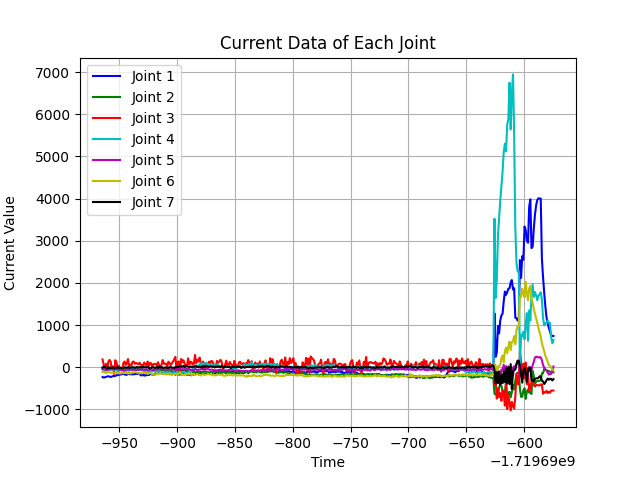 Current Data of Each Joint
Joint 1
Joint 2
Joint 3
Joint 4
Joint 5
Joint 6
Joint 7
7000
6000
5000
4000
3000
2000
1000
0
−1000
Current Value
−950 −900 −850 −800 −750 −700 −650 −600
Time
−1.71969e9